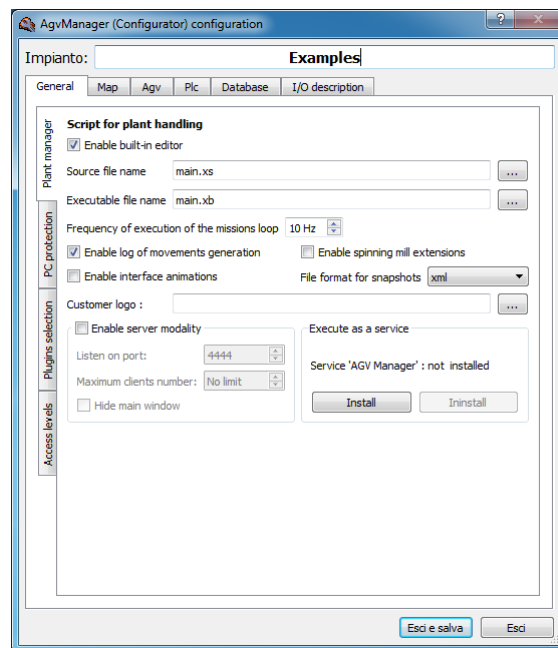 AgvManager (Configurator) configuration
Impianto: Examples
General Map Agv Plc Database I/O description
Plant manager
PC protection
Plugins selection
Access levels
Script for plant handling
Enable built-in editor
Source file name main.xs ...
Executable file name main.xb ...
Frequency of execution of the missions loop 10 Hz
Enable log of movements generation Enable spinning mill extensions
Enable interface animations File format for snapshots xml
Customer logo : ...
Enable server modality Execute as a service
Listen on port: 4444
Service 'AGV Manager' : not installed
Maximum clients number: No limit
Hide main window Install Ininstall
Esci e salva Esci